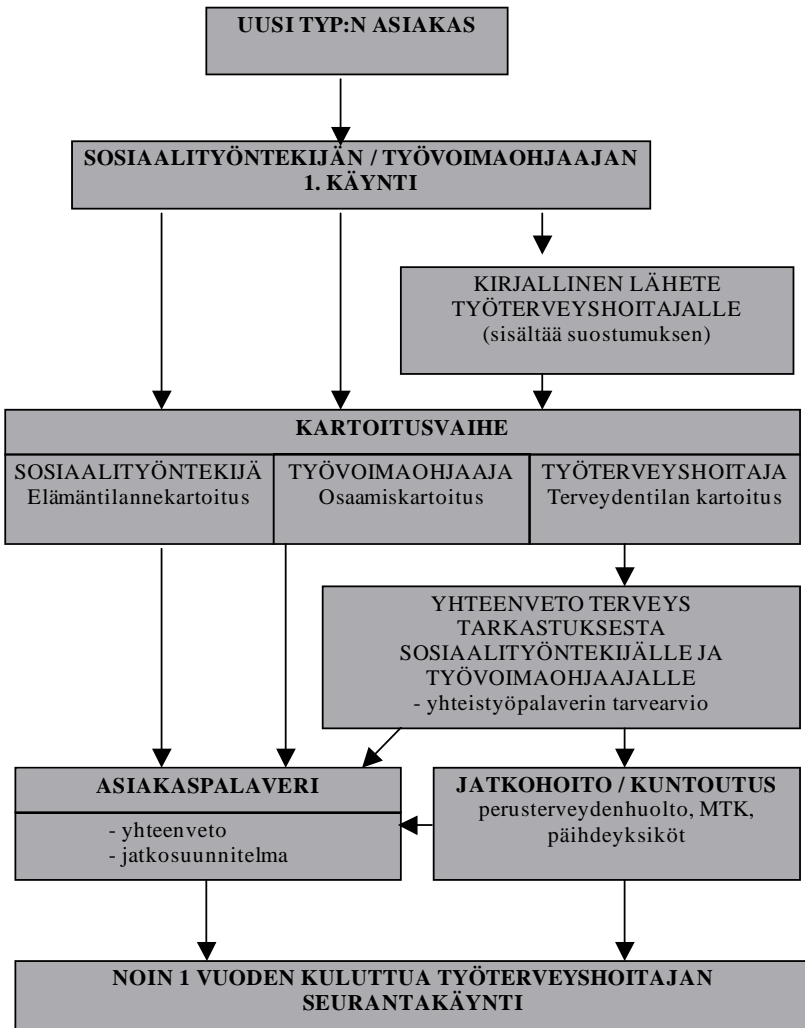 UUSI TYP:N ASIAKAS
SOSIAALITYÖNTEKIJÄN / TYÖVOIMAOHJAAJAN
1. KÄYNTI
KIRJALLINEN LÄHETE
TYÖTERVEYSHOITAJALLE
(sisältää suostumuksen)
KARTOITUSVAIHE
SOSIAALITYÖNTEKIJÄ
Elämäntilannekartoitus
TYÖVOIMAOHJAAJA
Osaamiskartoitus
TYÖTERVEYSHOITAJA
Terveydentilan kartoitus
YHTEENVETO TERVEYS
TARKASTUKSESTA
SOSIAALITYÖNTEKIJÄLLE JA
TYÖVOIMAOHJAAJALLE
- yhteistyöpalaverin tarvearvio
ASIAKASPALAVERI
- yhteenveto
- jatkosuunnitelma
JATKOHOITO / KUNTOUTUS
perusterveydenhuolto, MTK,
päihdeyksiköt
NOIN 1 VUODEN KULUTTUA TYÖTERVEYSHOITAJAN
SEURANTAKÄYNTI